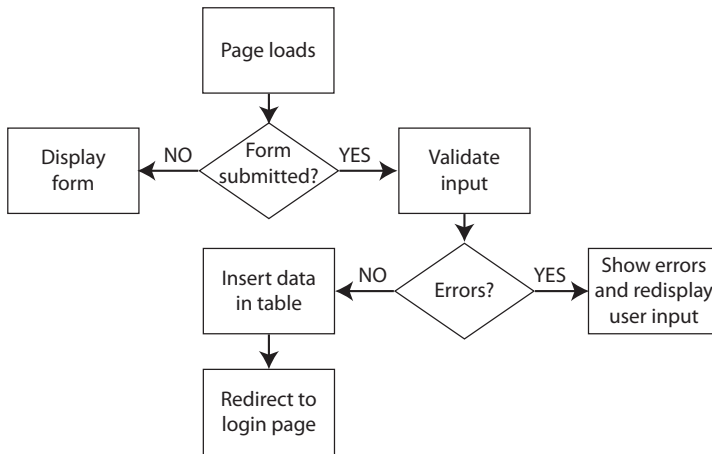 Page loads
Display
form
NO
Form
submitted?
YES
Validate
input
Insert data
in table
NO
Errors?
YES
Show errors
and redisplay
user input
Redirect to
login page